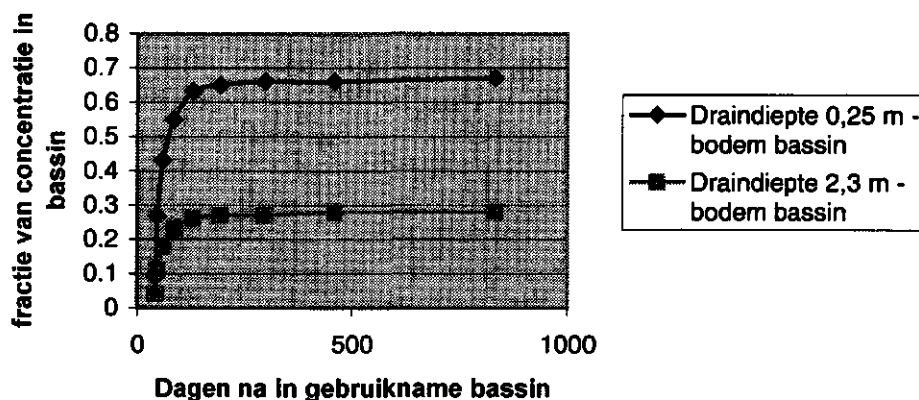 fractie van concentratie in
bassin
0.8
0.7
0.6
0.5
0.4
0.3
0.2
0.1
0
0
500
1000
Dagen na in gebruikname bassin
Draindiepte 0,25 m -
bodem bassin
Draindiepte 2,3 m -
bodem bassin